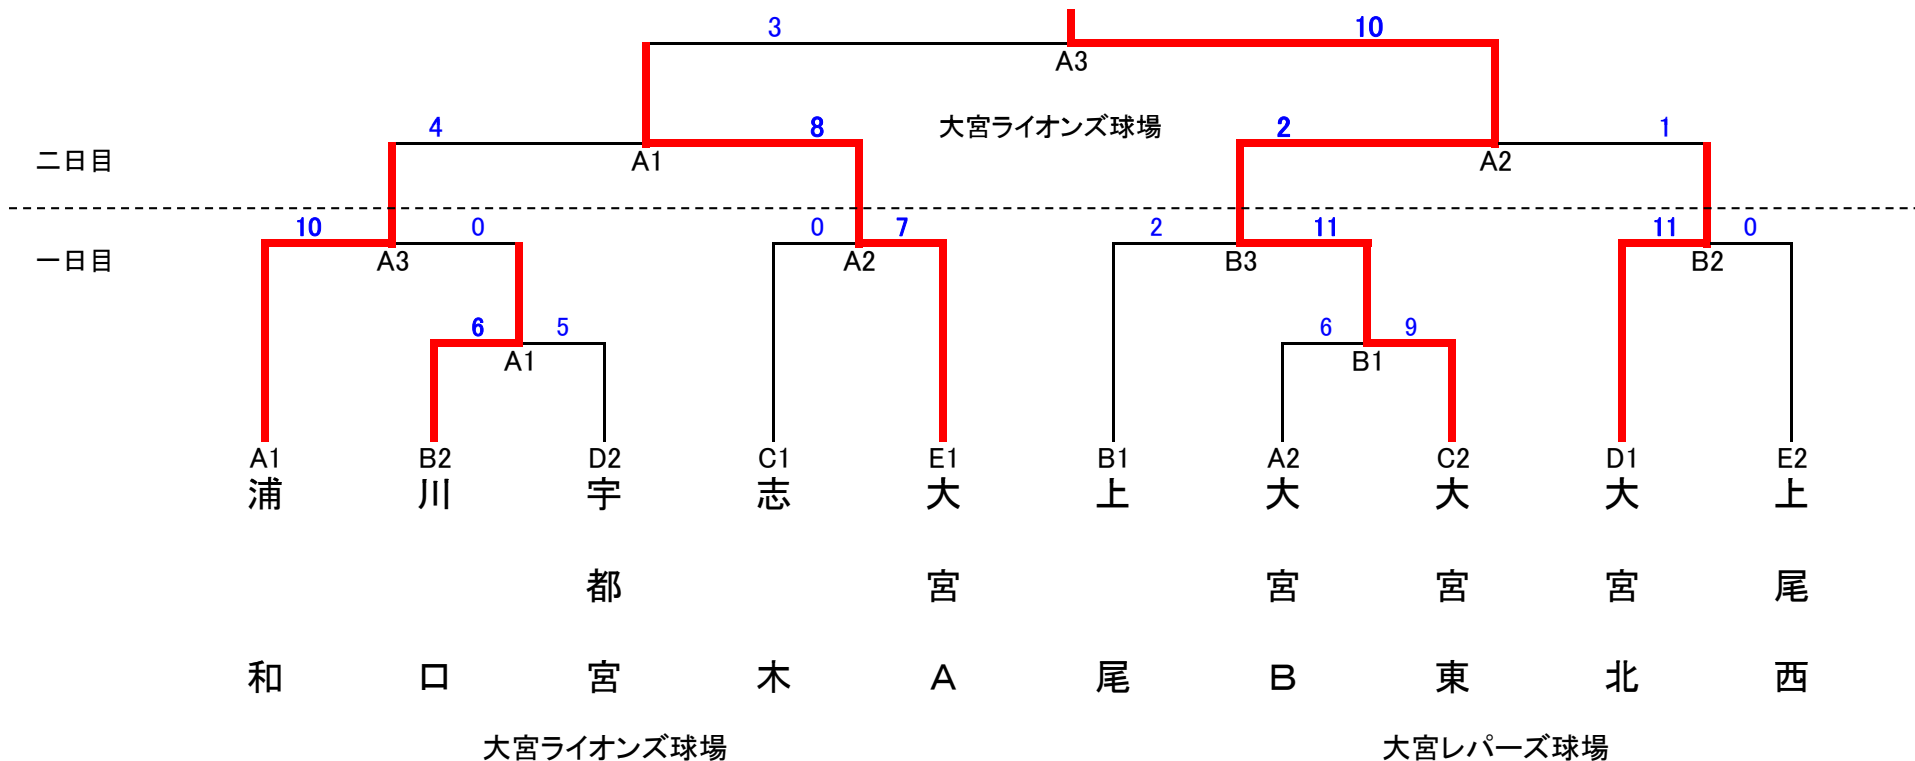 3 10
A3
大宮ライオンズ球場
4 8 2 1
二日目 A1 A2
10 0 0 7 2 11 11 0
一日目 A3 A2 B3 B2
6 5 6 9
A1 B1
A1 B2 D2 C1 E1 B1 A2 C2 D1 E2
浦和 川口 宇都宮 志木 大宮A 上尾 大宮B 大宮東 大宮北 上尾西
大宮ライオンズ球場 大宮レパーズ球場